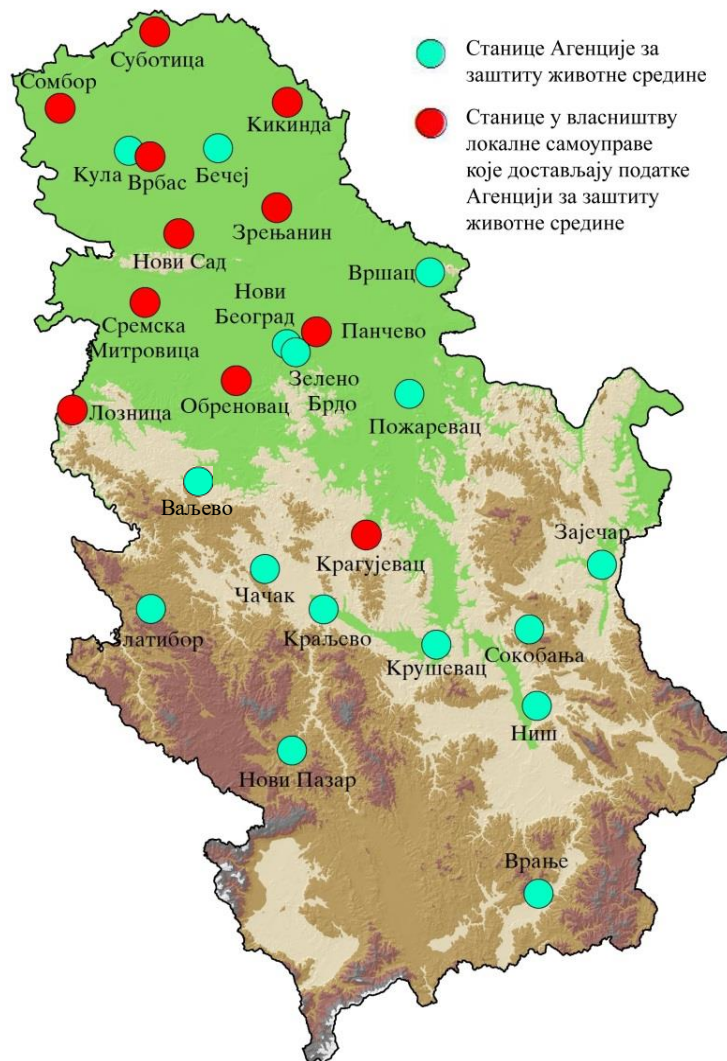 Станице Агенције за
заштиту животне средине
Станице у власништву
локалне самоуправе
које достављају податке
Агенцији за заштиту
животне средине
Суботица
Сомбор
Кикинда
Кула
Врбас
Бечеј
Зрењанин
Нови Сад
Вршац
Нови
Београд
Сремска
Митровица
Панчево
Зелено
Брдо
Обреновац
Лозница
Пожаревац
Ваљево
Крагујевац
Зајечар
Чачак
Златибор
Краљево
Крушевац
Сокобања
Ниш
Нови Пазар
Врање